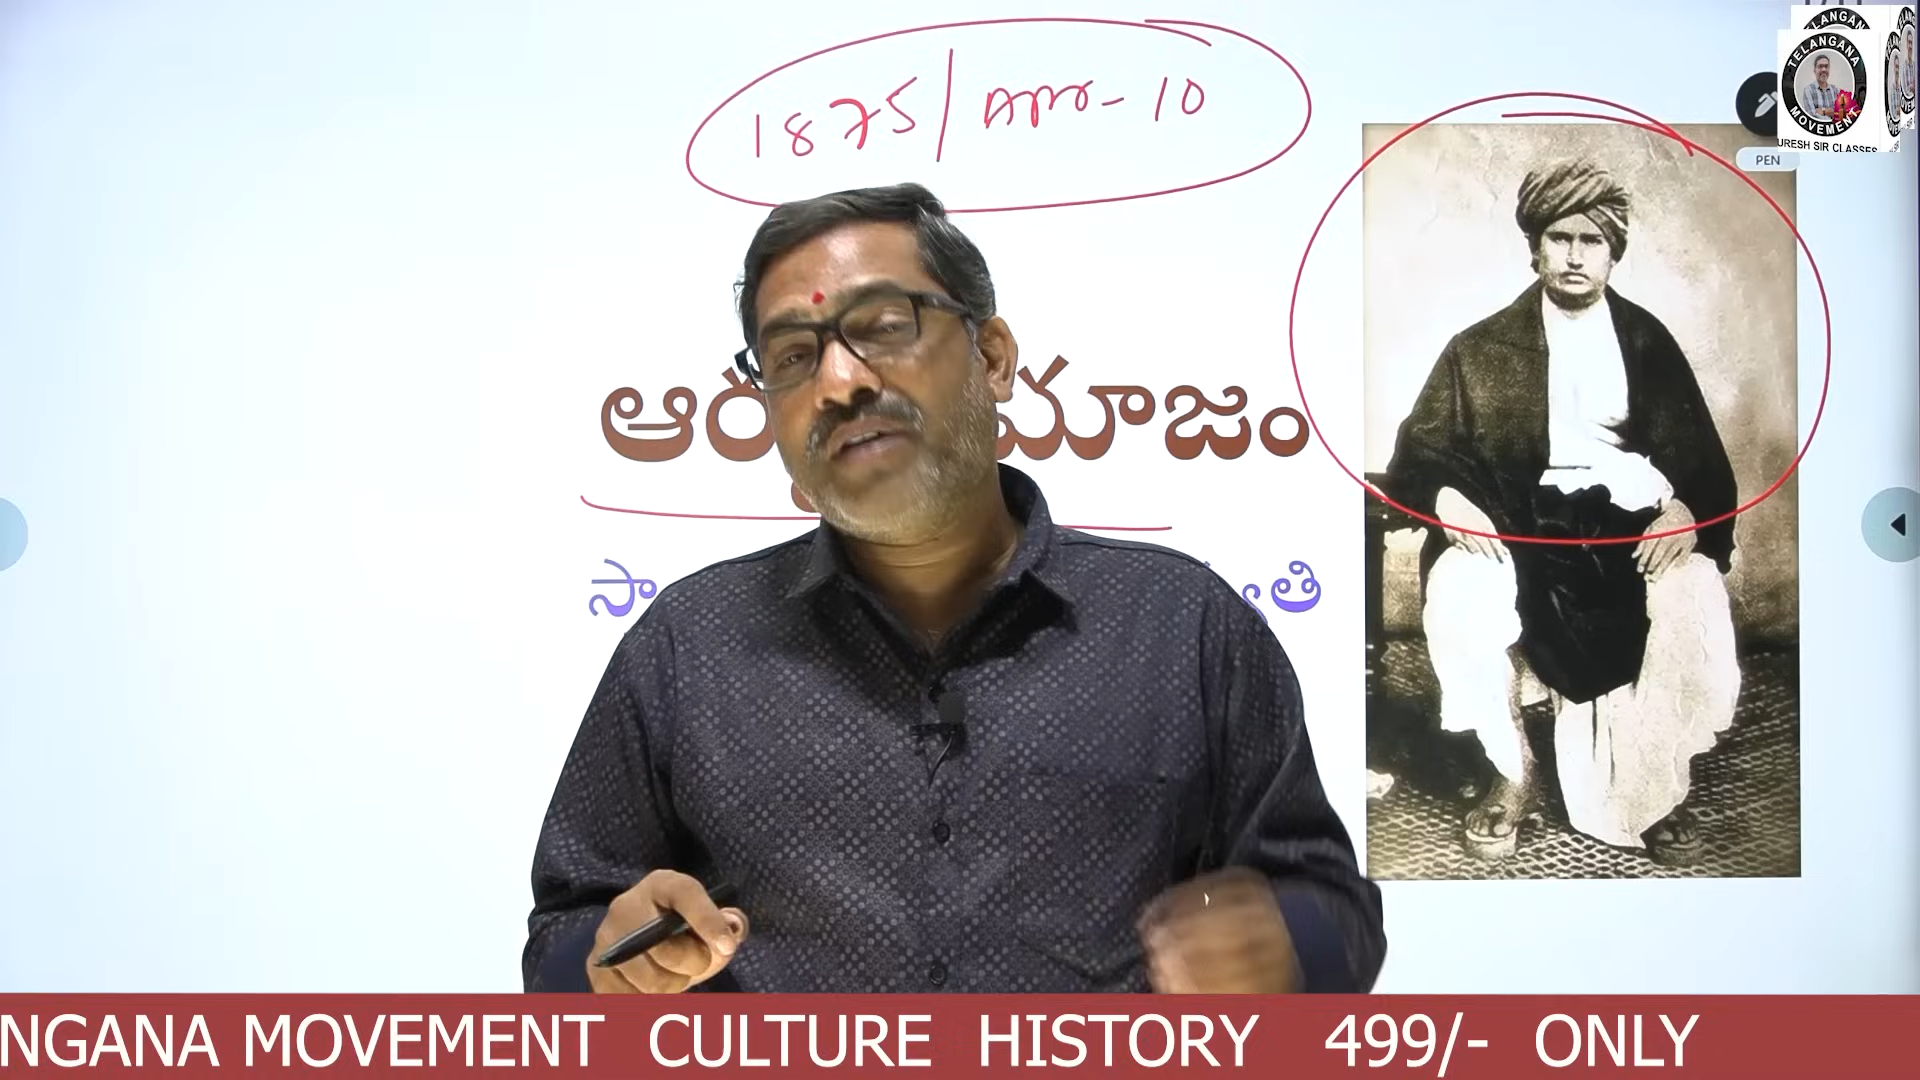 1875/Apr-10
TELANGANA
MOVEMENT
URESH SIR CLASSES
PEN
ఆర మాజం
సా తి
NGANA MOVEMENT CULTURE HISTORY 499/- ONLY